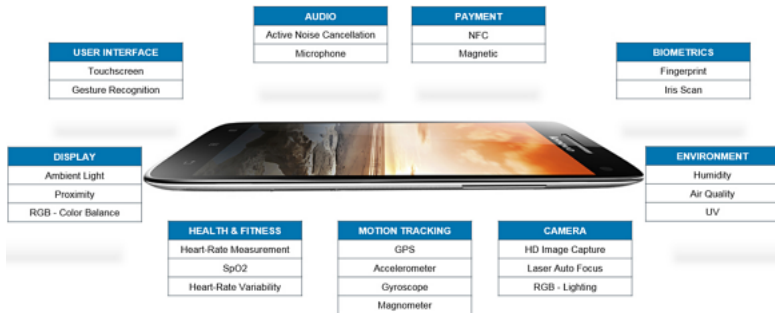 AUDIO
Active Noise Cancellation
Microphone
PAYMENT
NFC
Magnetic
USER INTERFACE
Touchscreen
Gesture Recognition
BIOMETRICS
Fingerprint
Iris Scan
DISPLAY
Ambient Light
Proximity
RGB - Color Balance
ENVIRONMENT
Humidity
Air Quality
UV
HEALTH & FITNESS
Heart-Rate Measurement
SpO2
Heart-Rate Variability
MOTION TRACKING
GPS
Accelerometer
Gyroscope
Magnometer
CAMERA
HD Image Capture
Laser Auto Focus
RGB - Lighting